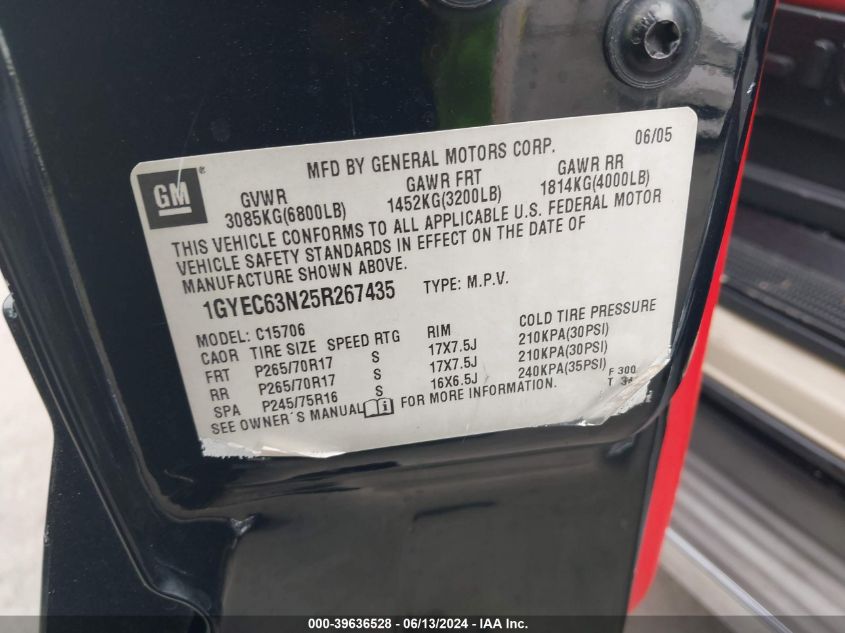 06/05
MFD BY GENERAL MOTORS CORP.
GM
GVWR GAWR FRT GAWR RR
3085KG(6800LB) 1452KG(3200LB) 1814KG(4000LB)
THIS VEHICLE CONFORMS TO ALL APPLICABLE U.S. FEDERAL MOTOR
VEHICLE SAFETY STANDARDS IN EFFECT ON THE DATE OF
MANUFACTURE SHOWN ABOVE.
1GYEC63N25R267435 TYPE: M.P.V.
MODEL: C15706
CAOR TIRE SIZE SPEED RTG RIM COLD TIRE PRESSURE
FRT P265/70R17 S 17X7.5J 210KPA(30PSI)
RR P265/70R17 S 17X7.5J 210KPA(30PSI)
SPA P245/75R16 S 16X6.5J 240KPA(35PSI)
SEE OWNER'S MANUAL FOR MORE INFORMATION.
F 300
T
000-39636528 - 06/13/2024 - IAA Inc.